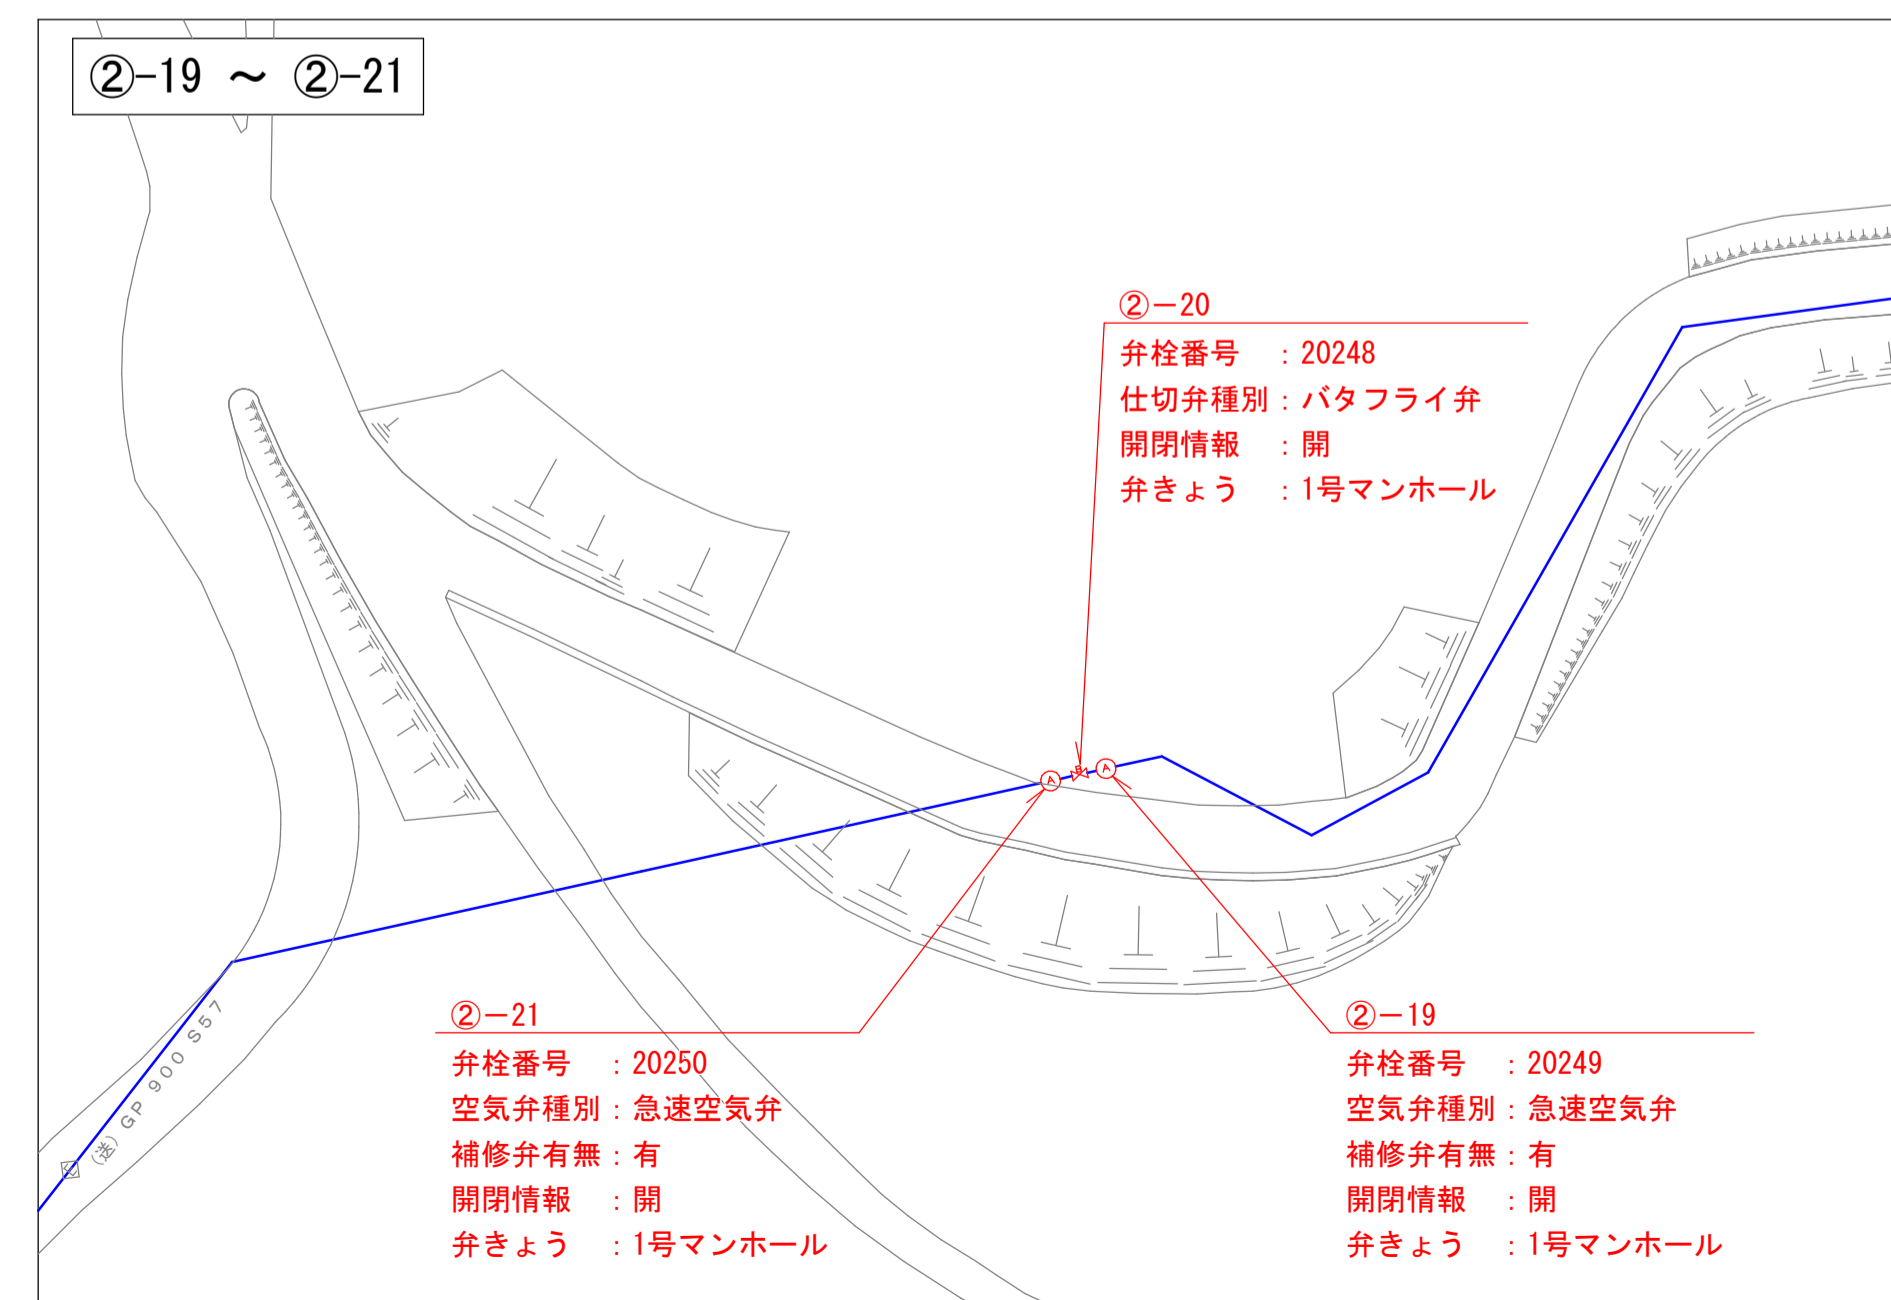 ②-19 ～ ②-21
②－20
弁栓番号　：20248
仕切弁種別：バタフライ弁
開閉情報　：開
弁きょう　：1号マンホール
B
A
A
(送) GP 900 S57
②－21
弁栓番号　：20250
空気弁種別：急速空気弁
補修弁有無：有
開閉情報　：開
弁きょう　：1号マンホール
②－19
弁栓番号　：20249
空気弁種別：急速空気弁
補修弁有無：有
開閉情報　：開
弁きょう　：1号マンホール